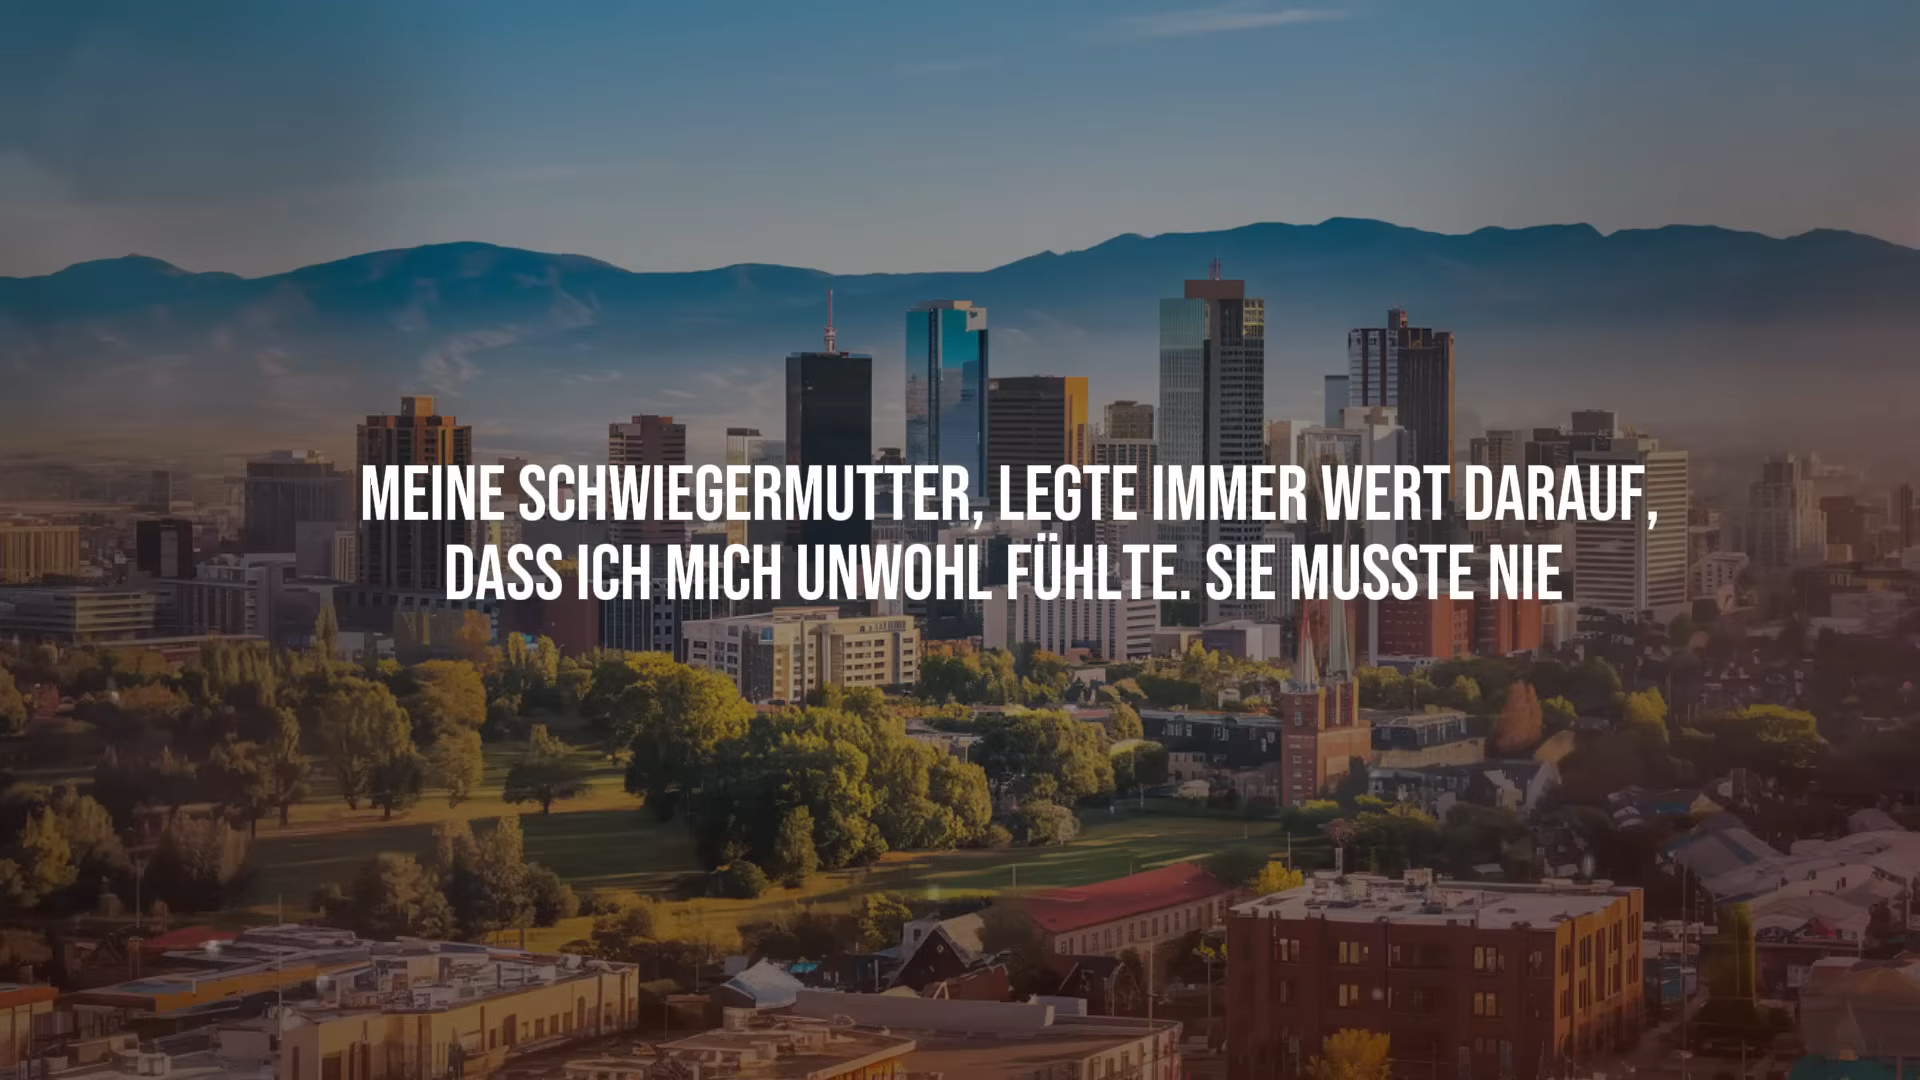 MEINE SCHWIEGERMUTTER, LEGTE IMMER WERT DARAUF,
DASS ICH MICH UNWOHL FÜHLTE. SIE MUSSTE NIE